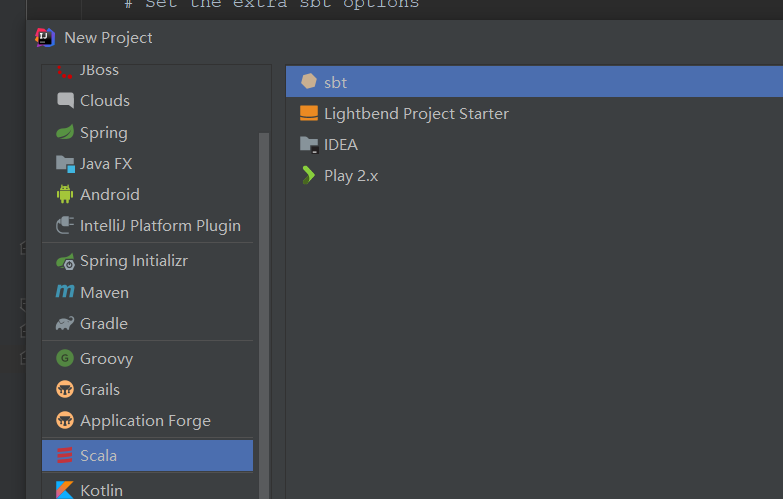 # Set the extra sbt options
New Project
JBoss
Clouds
Spring
Java FX
Android
IntelliJ Platform Plugin
Spring Initializr
Maven
Gradle
Groovy
Grails
Application Forge
Scala
Kotlin
sbt
Lightbend Project Starter
IDEA
Play 2.x